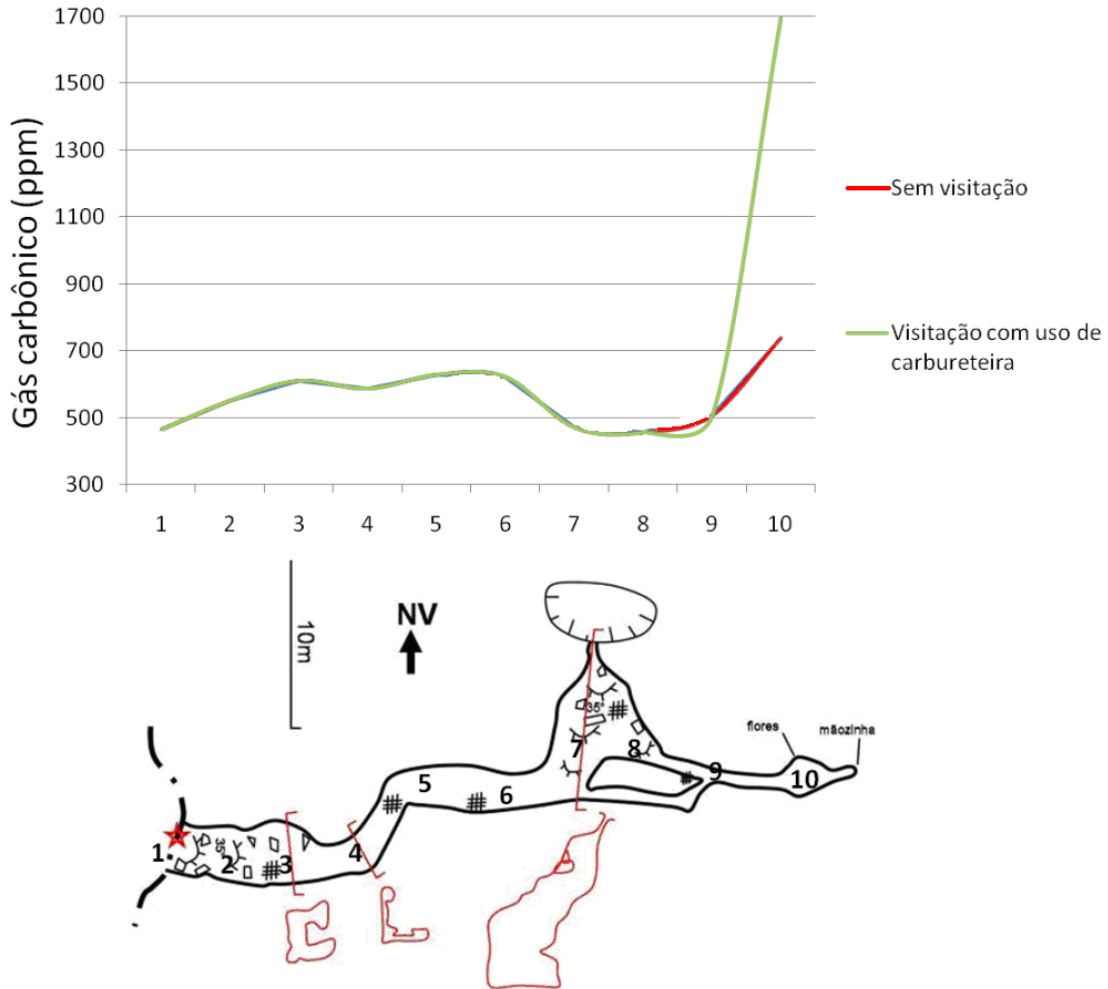 Gás carbônico (ppm)
1700
1500
1300
1100
900
700
500
300
1 2 3 4 5 6 7 8 9 10
Sem visitação
Visitação com uso de
carbureteira
10m
NV
35°
flores
mãozinha
1 2 3 4 5 6 7 8 9 10
35°